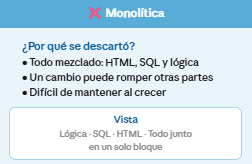 Monolítica
¿Por qué se descartó?
• Todo mezclado: HTML, SQL y lógica
• Un cambio puede romper otras partes
• Difícil de mantener al crecer
Vista
Lógica · SQL · HTML · Todo junto
en un solo bloque